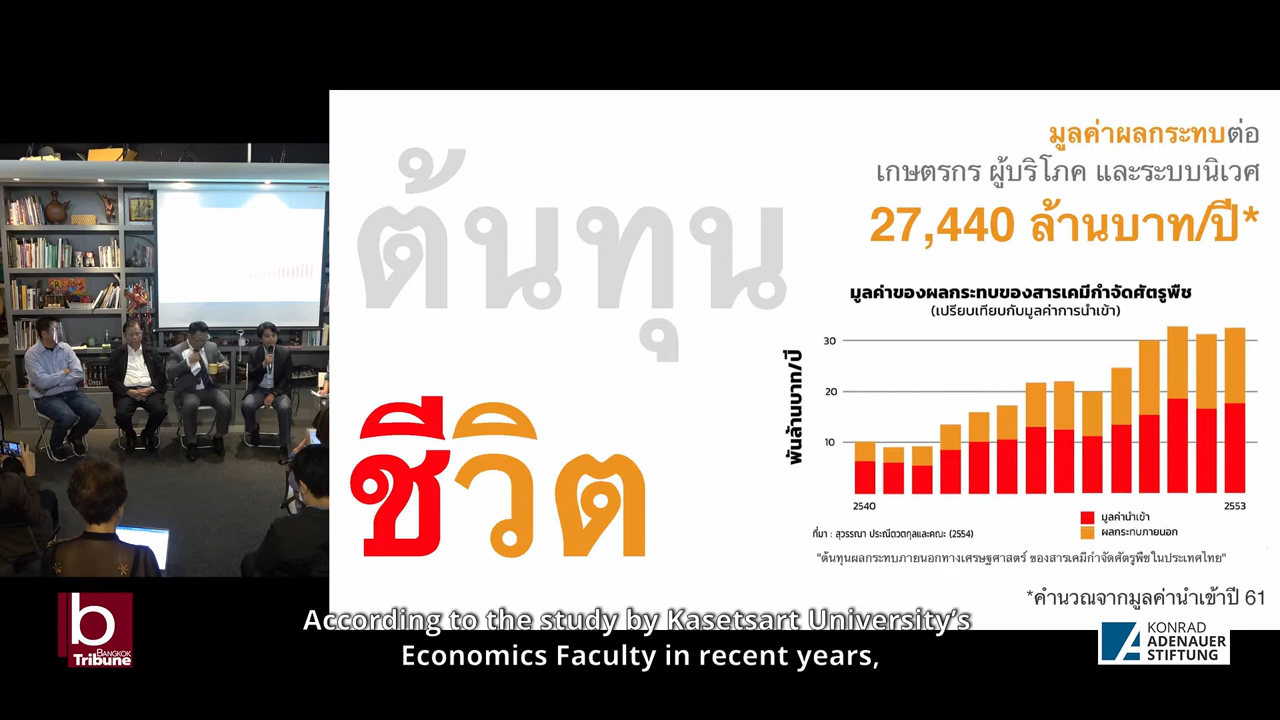 ต้นทุน
ชีวิต
มูลค่าผลกระทบต่อ
เกษตรกร ผู้บริโภค และระบบนิเวศ
27,440 ล้านบาท/ปี*
มูลค่าของผลกระทบของสารเคมีกำจัดศัตรูพืช
(เปรียบเทียบกับมูลค่าการนำเข้า)
พันล้านบาท/ปี
30
20
10
2540
2553
มูลค่านำเข้า
ผลกระทบภายนอก
ที่มา : สุวรรณา ประณีตวตกุลและคณะ (2554)
"ต้นทุนผลกระทบภายนอกทางเศรษฐศาสตร์ ของสารเคมีกำจัดศัตรูพืชในประเทศไทย"
*คำนวณจากมูลค่านำเข้าปี 61
According to the study by Kasetsart University’s
Economics Faculty in recent years,
b
BANGKOK
Tribune
KONRAD
ADENAUER
STIFTUNG